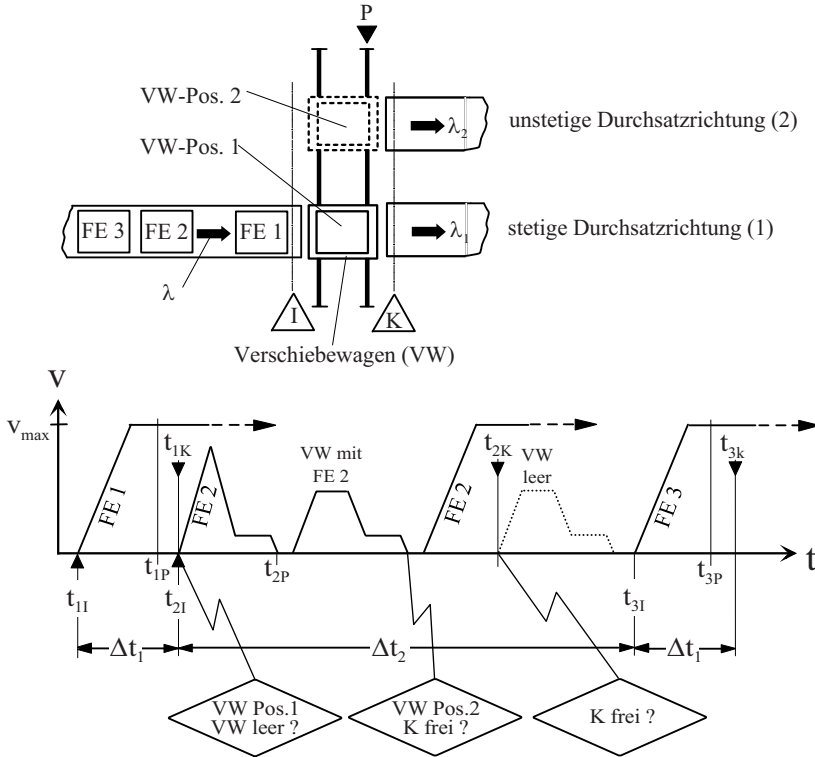 P
VW-Pos. 2
λ2
unstetige Durchsatzrichtung (2)
VW-Pos. 1
FE 3
FE 2
FE 1
λ1
stetige Durchsatzrichtung (1)
λ
I
K
Verschiebewagen (VW)
v
vmax
t1K
t2K
t3k
VW mit
FE 2
VW
leer
FE 1
FE 2
FE 2
FE 3
t
t1P
t2P
t3P
t1I
t2I
t3I
Δt1
Δt2
Δt1
VW Pos.1
VW leer ?
VW Pos.2
K frei ?
K frei ?